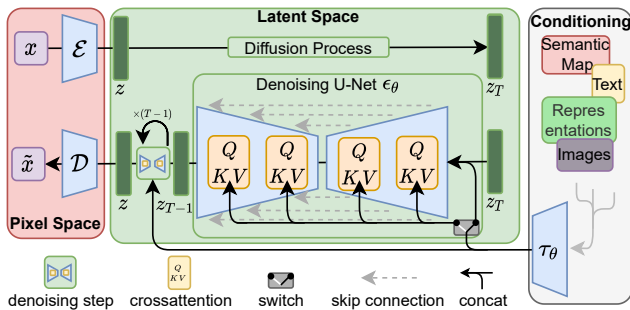 Latent Space
Conditioning
x
ℰ
Diffusion Process
Semantic
Map
z
z_T
Text
Denoising U-Net ϵ_θ
Repres
entations
×(T−1)
Images
Q
KV
Q
KV
Q
KV
Q
KV
x̃
𝒟
z
z_{T−1}
z_T
Pixel Space
τ_θ
Q
KV
denoising step
crossattention
switch
skip connection
concat